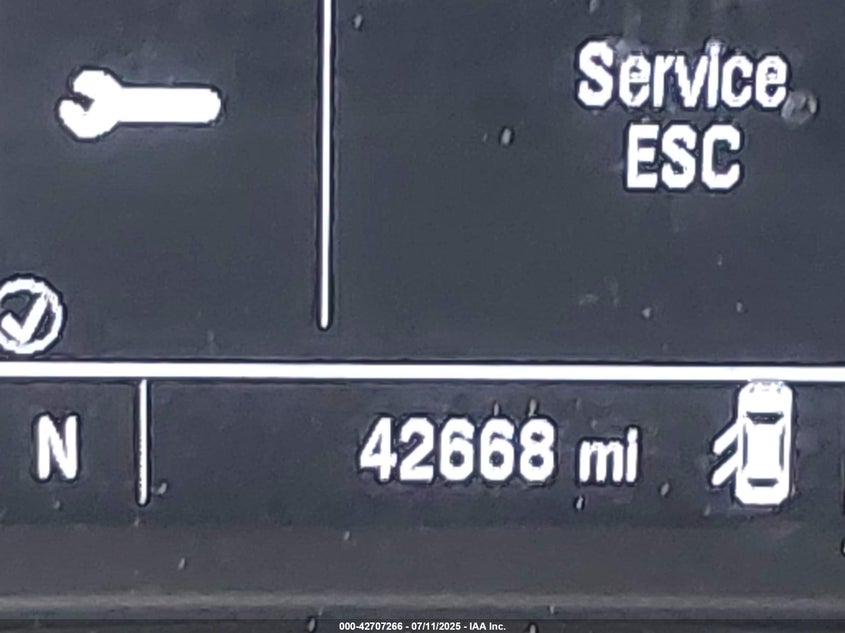 Service
ESC
N
42668 mi
000-42707266 - 07/11/2025 - IAA Inc.